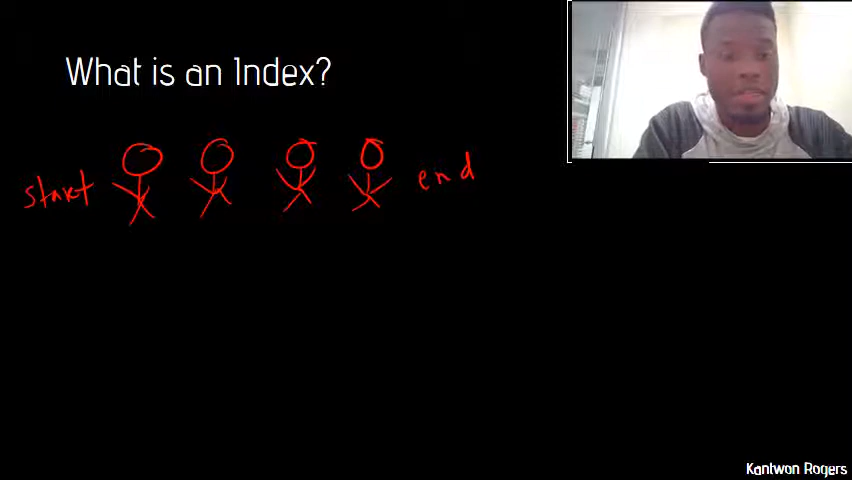 What is an Index?
start
end
Kantwon Rogers